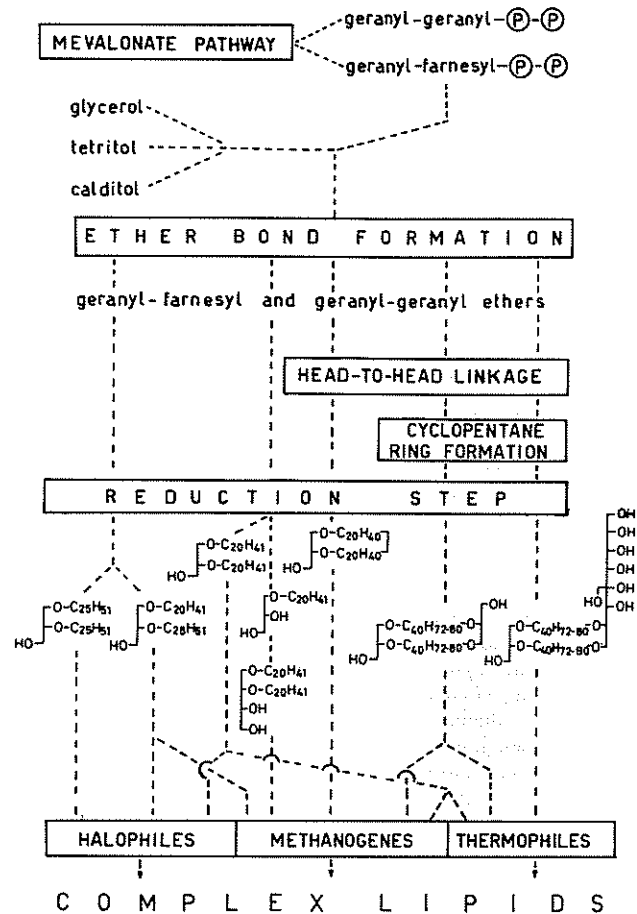 geranyl-geranyl-Ⓟ-Ⓟ
MEVALONATE PATHWAY
geranyl-farnesyl-Ⓟ-Ⓟ
glycerol
tetritol
calditol
ETHER BOND FORMATION
geranyl-farnesyl and geranyl-geranyl ethers
HEAD-TO-HEAD LINKAGE
CYCLOPENTANE
RING FORMATION
REDUCTION STEP
O-C₂₀H₄₁
O-C₂₀H₄₁
HO
O-C₂₀H₄₀
O-C₂₀H₄₀
HO
OH
OH
OH
OH
OH
HO
OH
O-C₂₅H₅₁
O-C₂₅H₅₁
HO
O-C₂₀H₄₁
O-C₂₈H₅₁
HO
O-C₂₀H₄₁
OH
HO
OH
O-C₄₀H₇₂₋₈₀-O
O-C₄₀H₇₂₋₈₀-O
HO
O-C₄₀H₇₂₋₈₀-O
O-C₄₀H₇₂₋₈₀-O
HO
O-C₂₀H₄₁
O-C₂₀H₄₁
OH
OH
HALOPHILES METHANOGENES THERMOPHILES
COMPLEX LIPIDS